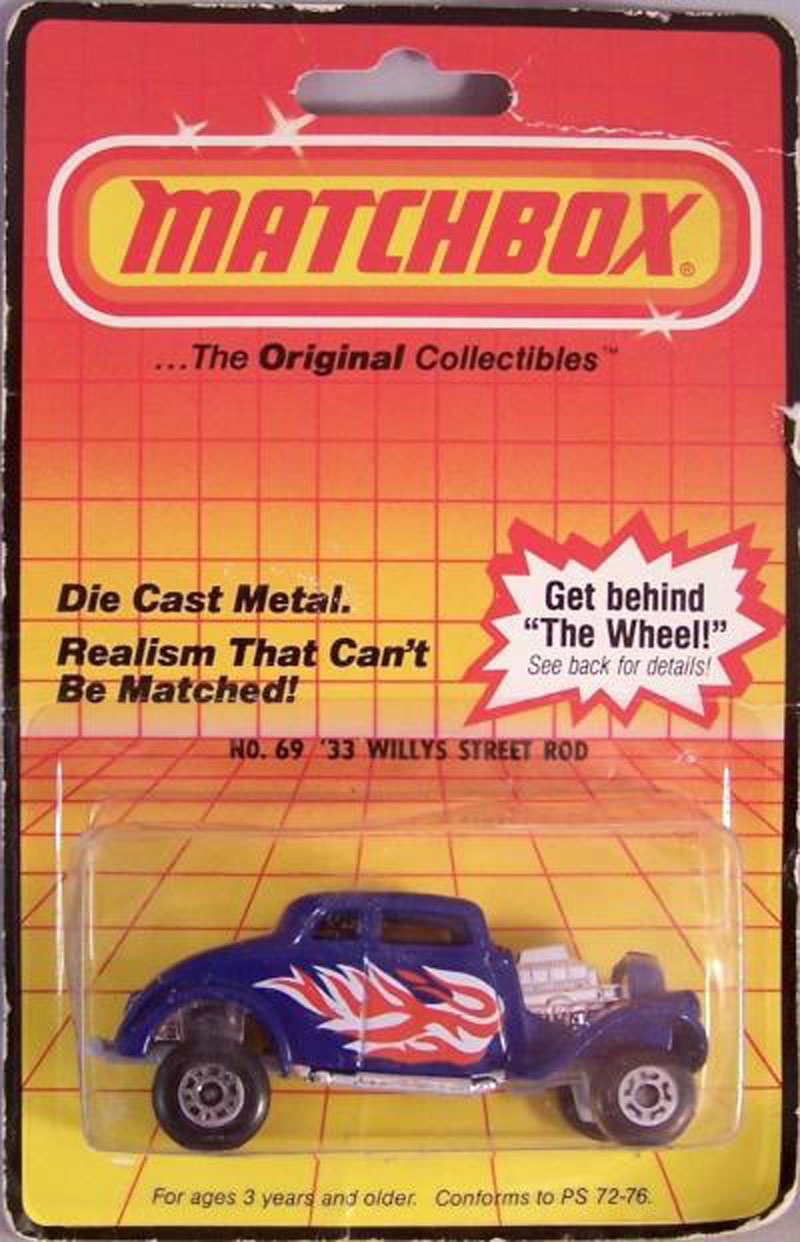 MATCHBOX®
...The Original Collectibles™
Die Cast Metal.
Realism That Can't
Be Matched!
Get behind
“The Wheel!”
See back for details!
NO. 69 '33 WILLYS STREET ROD
For ages 3 years and older. Conforms to PS 72-76.